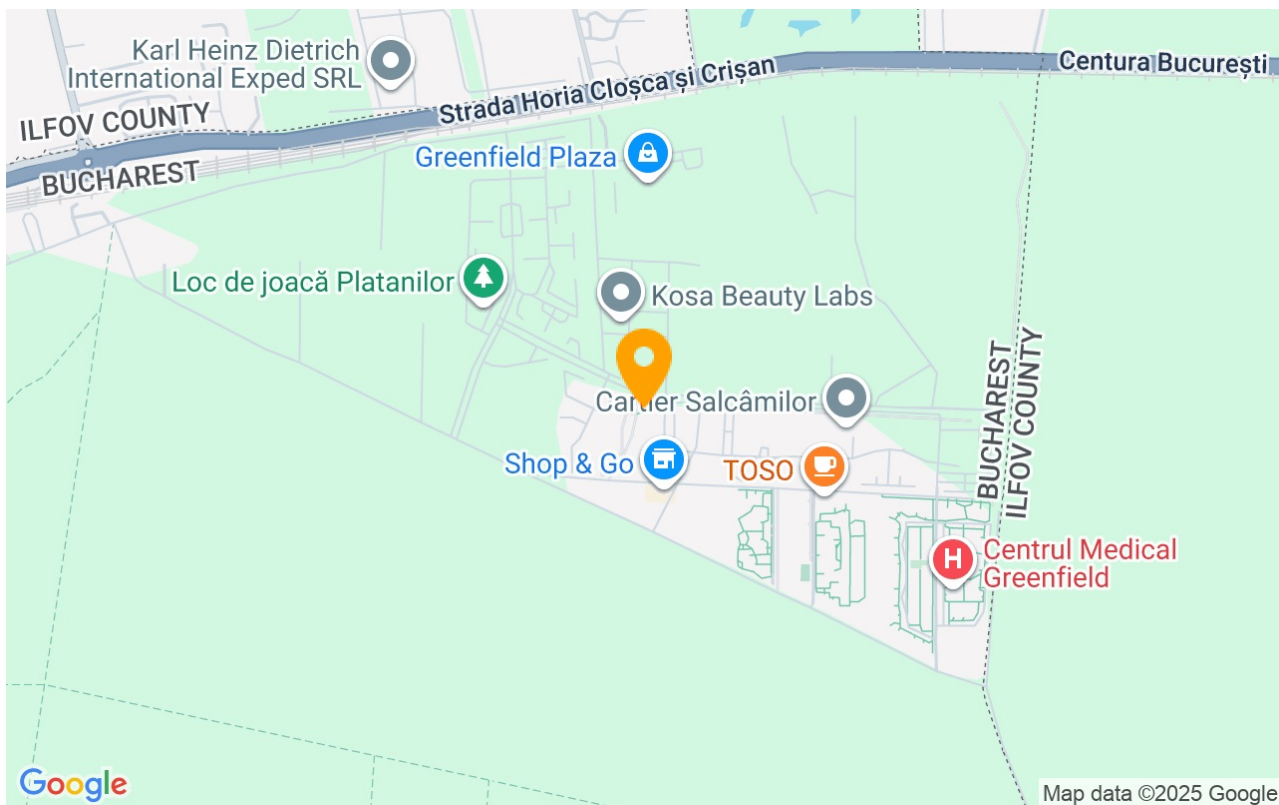 Karl Heinz Dietrich
International Exped SRL
Centura București
Strada Horia Cloșca și Crișan
ILFOV COUNTY
BUCHAREST
Greenfield Plaza
Loc de joacă Platanilor
Kosa Beauty Labs
Cartier Salcâmilor
BUCHAREST
ILFOV COUNTY
Shop & Go
TOSO
H
Centrul Medical
Greenfield
Google
Map data ©2025 Google